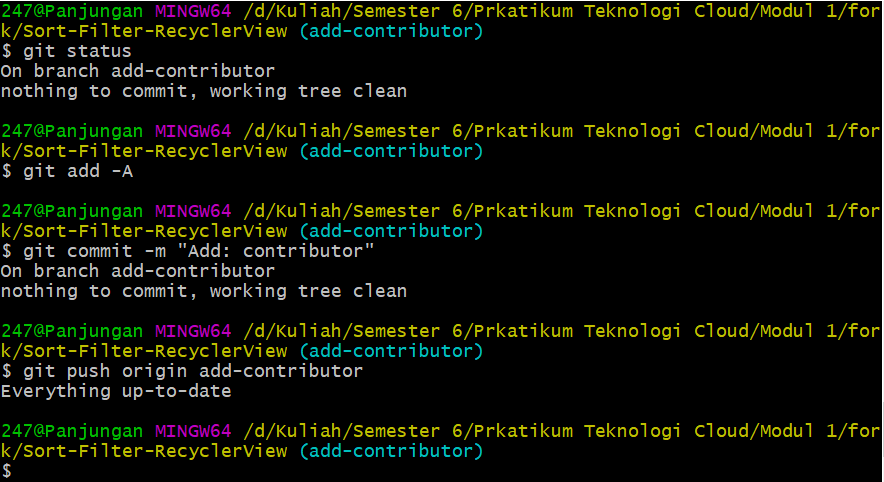 247@Panjungan MINGW64 /d/Kuliah/Semester 6/Prkatikum Teknologi Cloud/Modul 1/for
k/Sort-Filter-RecyclerView (add-contributor)
$ git status
On branch add-contributor
nothing to commit, working tree clean
247@Panjungan MINGW64 /d/Kuliah/Semester 6/Prkatikum Teknologi Cloud/Modul 1/for
k/Sort-Filter-RecyclerView (add-contributor)
$ git add -A
247@Panjungan MINGW64 /d/Kuliah/Semester 6/Prkatikum Teknologi Cloud/Modul 1/for
k/Sort-Filter-RecyclerView (add-contributor)
$ git commit -m "Add: contributor"
On branch add-contributor
nothing to commit, working tree clean
247@Panjungan MINGW64 /d/Kuliah/Semester 6/Prkatikum Teknologi Cloud/Modul 1/for
k/Sort-Filter-RecyclerView (add-contributor)
$ git push origin add-contributor
Everything up-to-date
247@Panjungan MINGW64 /d/Kuliah/Semester 6/Prkatikum Teknologi Cloud/Modul 1/for
k/Sort-Filter-RecyclerView (add-contributor)
$